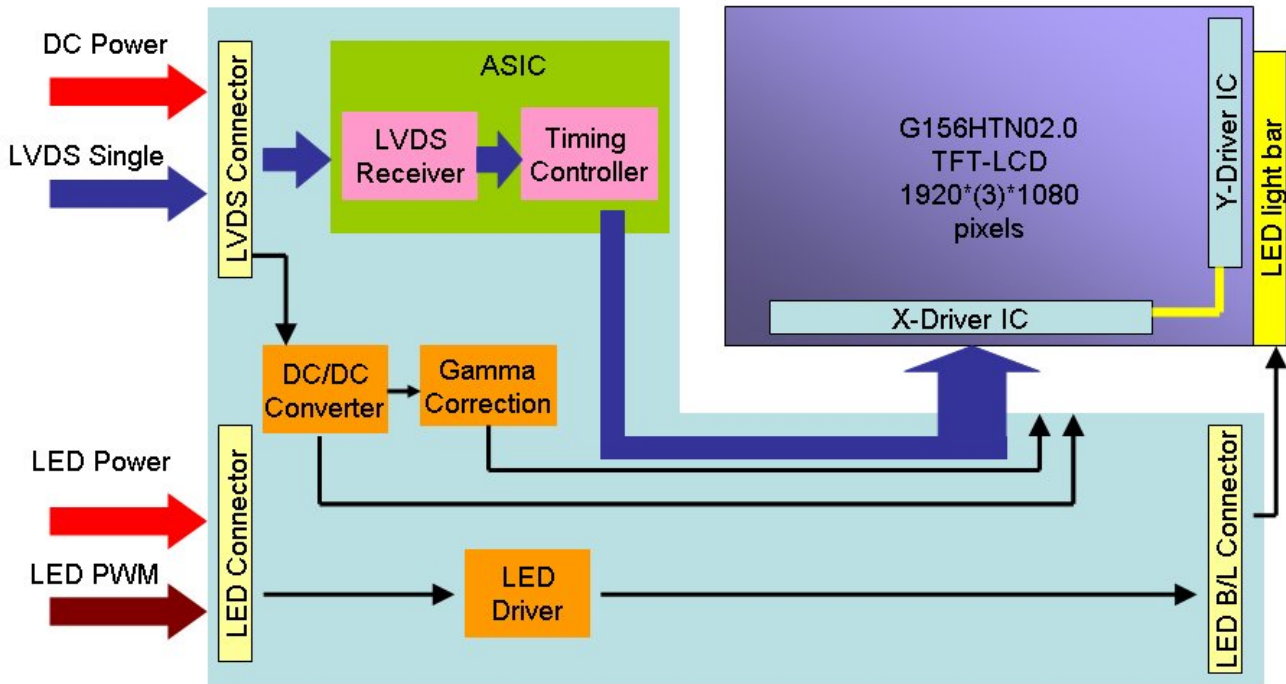 DC Power
LVDS Single
LVDS Connector
ASIC
LVDS
Receiver
Timing
Controller
G156HTN02.0
TFT-LCD
1920*(3)*1080
pixels
Y-Driver IC
LED light bar
X-Driver IC
DC/DC
Converter
Gamma
Correction
LED Power
LED PWM
LED Connector
LED
Driver
LED B/L Connector